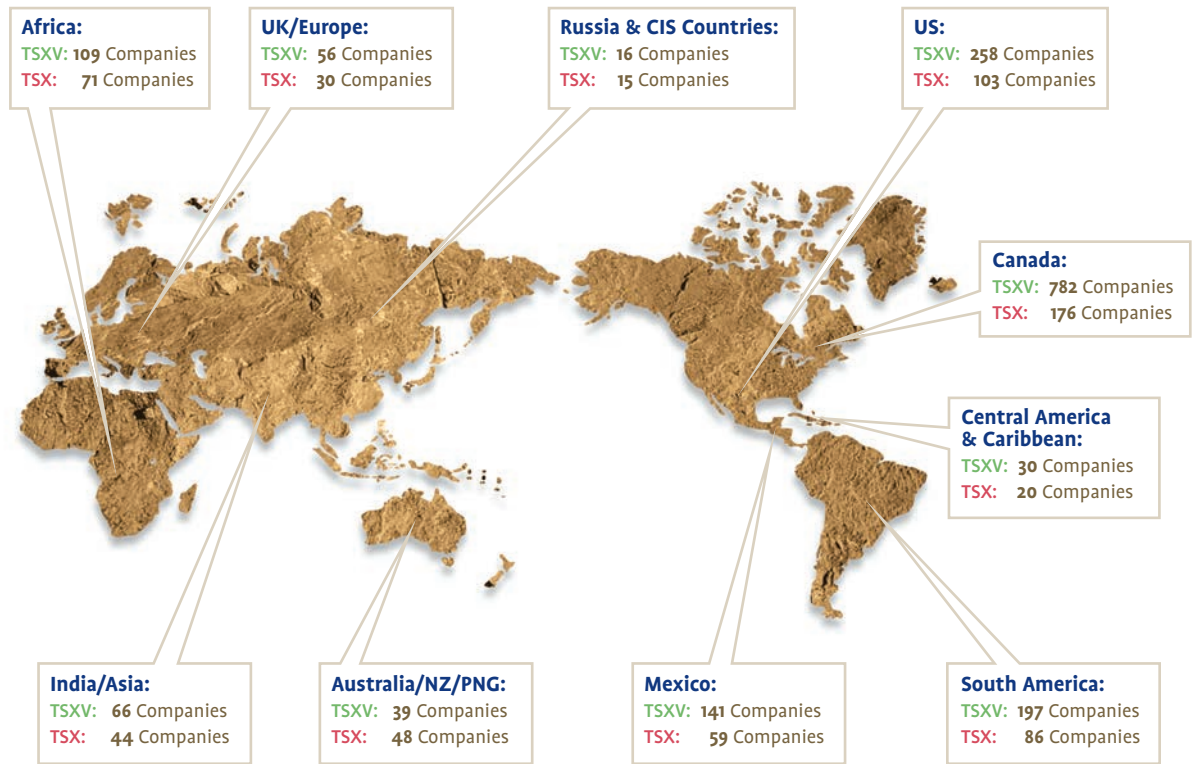 Africa:
TSXV: 109 Companies
TSX: 71 Companies
UK/Europe:
TSXV: 56 Companies
TSX: 30 Companies
Russia & CIS Countries:
TSXV: 16 Companies
TSX: 15 Companies
US:
TSXV: 258 Companies
TSX: 103 Companies
Canada:
TSXV: 782 Companies
TSX: 176 Companies
Central America
& Caribbean:
TSXV: 30 Companies
TSX: 20 Companies
India/Asia:
TSXV: 66 Companies
TSX: 44 Companies
Australia/NZ/PNG:
TSXV: 39 Companies
TSX: 48 Companies
Mexico:
TSXV: 141 Companies
TSX: 59 Companies
South America:
TSXV: 197 Companies
TSX: 86 Companies